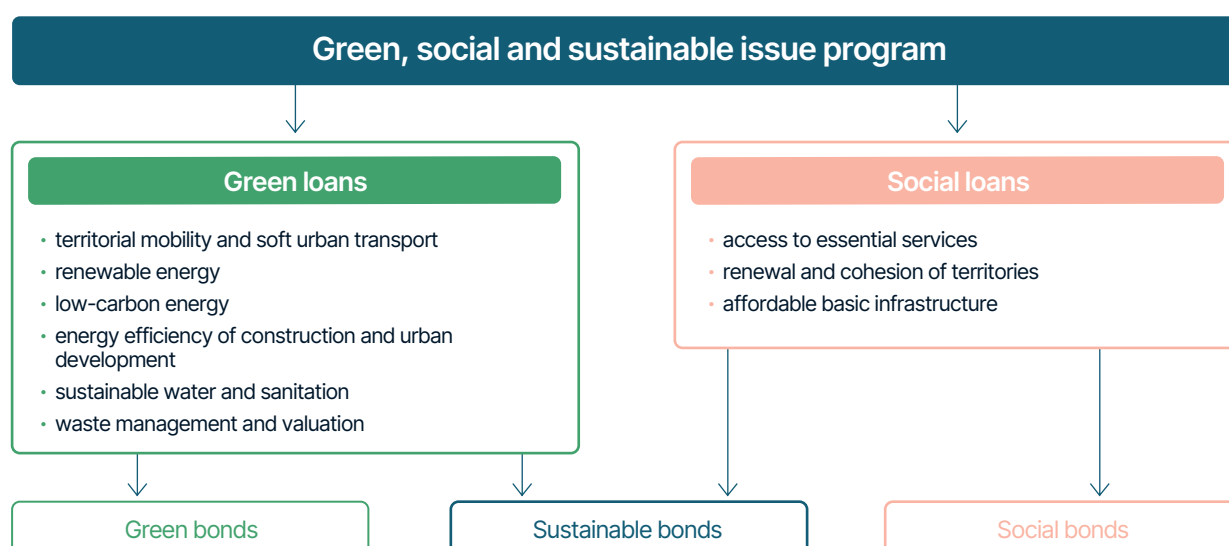 Green, social and sustainable issue program
Green loans
• territorial mobility and soft urban transport
• renewable energy
• low-carbon energy
• energy efficiency of construction and urban
development
• sustainable water and sanitation
• waste management and valuation
Social loans
• access to essential services
• renewal and cohesion of territories
• affordable basic infrastructure
Green bonds
Sustainable bonds
Social bonds